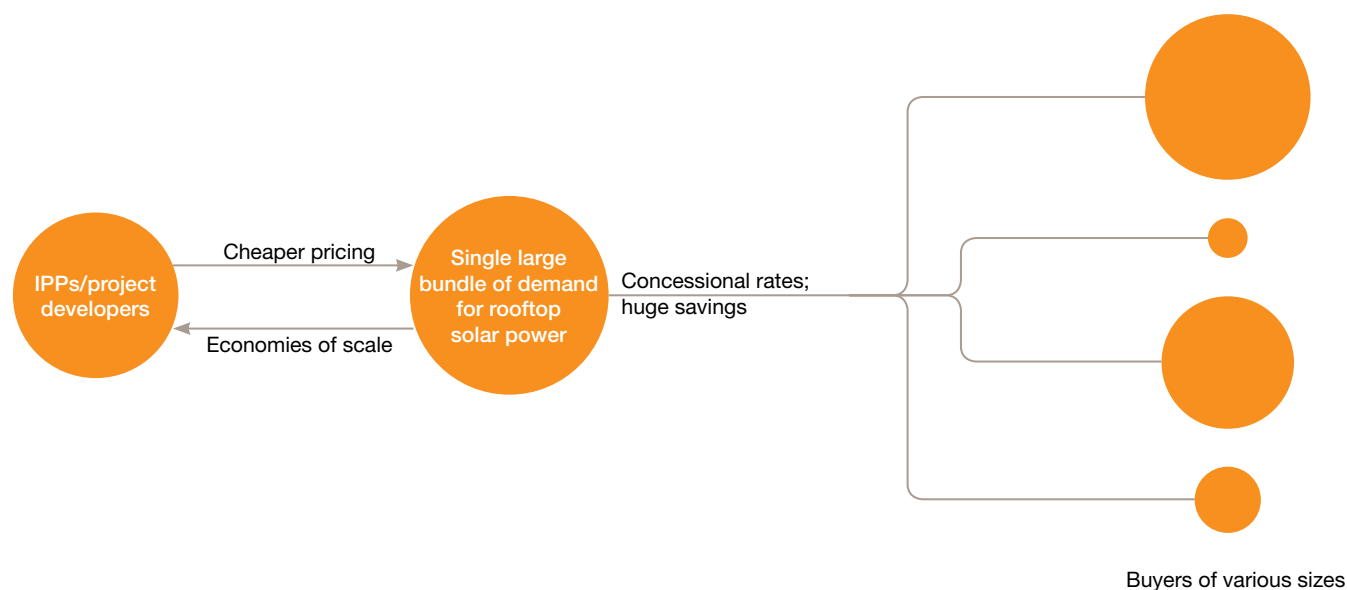 IPPs/project
developers
Cheaper pricing
Economies of scale
Single large
bundle of demand
for rooftop
solar power
Concessional rates;
huge savings
Buyers of various sizes